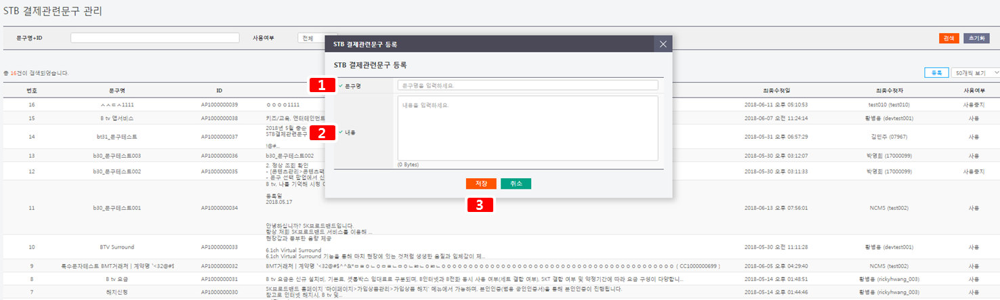 STB 결제관련문구 관리
문구명+ID 사용여부 전체 검색 초기화
STB 결제관련문구 등록
STB 결제관련문구 등록
총 16건이 검색되었습니다. 등록 50개씩 보기
번호 문구명 ID 최종수정일 최종수정자 사용여부
1 문구명 문구명을 입력하세요.
2 내용 내용을 입력하세요.
(0 Bytes)
저장 취소
3
16 ㅅㅅㄷㅅ1111 AP1000000039 ㅇㅇㅇㅇ1111 2018-06-11 오후 05:10:53 test010 (test010) 사용중지
15 B tv 앱서비스 AP1000000038 키즈/교육, 엔터테인먼트 2018-06-07 오전 11:24:14 황병용 (devtest001) 사용
14 bt31_문구테스트 AP1000000037 2018년 5월 중순 2018-05-31 오후 06:57:29 김민주 (07967) 사용
STB결제관련문구
!@#...
13 b30_문구테스트003 AP1000000036 b30_문구테스트002 2018-05-30 오후 03:12:07 박명희 (17000099) 사용
12 b30_문구테스트002 AP1000000035 2. 정상 조회 확인 2018-05-30 오후 03:11:33 박명희 (17000099) 사용중지
- [콘텐츠관리>콘텐츠팩
- 문구 선택 팝업에서 신
11 b30_문구테스트001 AP1000000034 B tv, 나를 기억해 시청 2018-06-13 오후 07:56:01 NCMS (test002) 사용
등록일
2018.05.17
안녕하십니까? SK브로드밴드입니다.
항상 저희 SK브로드밴드 서비스를 이용해 ...
10 BTV Surround AP1000000033 현장감과 풍부한 음량 제공 2018-05-30 오전 11:11:28 황병용 (devtest001) 사용
6.1ch Virtual Surround
6.1ch Virtual Surround 기능을 통해 마치 현장에 있는 것처럼 생생한 음질과 입체감이 제...
9 특수문자테스트 BMT거래처 | 계약명 '<32@#$ AP1000000032 BMT거래처 | 계약명 '<32@#$^^&* ( CC1000000699 ) 2018-06-05 오후 04:29:40 NCMS (test002) 사용
8 B tv 요금 AP1000000031 B tv 요금은 신규 설치비, 기본료, 셋톱박스 임대료로 구분되며, B인터넷과 B전화 동시 사용 여부(세트 결합 여부), SKT 결합 여부 및 약정기간에 따라 요금 구성이 다양합니... 2018-05-14 오후 01:48:51 황병용 (rickyhwang_003) 사용
7 해지신청 AP1000000030 SK브로드밴드 홈페이지 '마이페이지>가입상품관리>가입상품 해지' 메뉴에서 가능하며, 본인인증(범용 공인인증서)을 통해 본인인증이 진행됩니다. 2018-05-14 오후 01:44:46 황병용 (rickyhwang_003) 사용
참고로 인터넷 해지시, B tv 및...